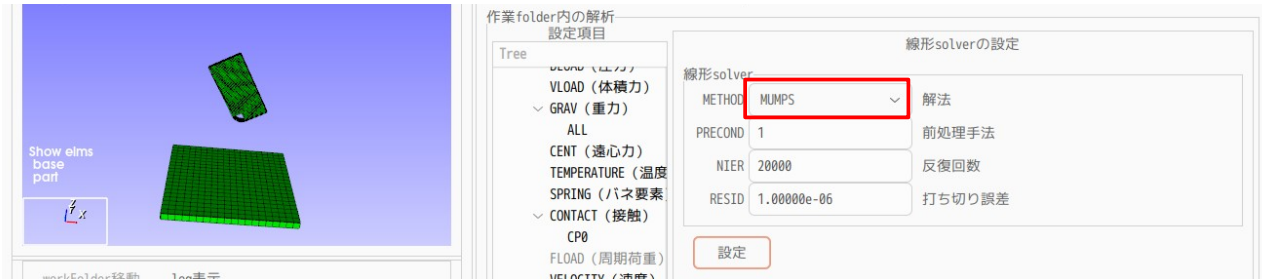 Show elms
base
part
Z
Y
X
workFolder移動 log表示
作業folder内の解析
設定項目
Tree
DLOAD (圧力)
VLOAD (体積力)
GRAV (重力)
ALL
CENT (遠心力)
TEMPERATURE (温度
SPRING (バネ要素
CONTACT (接触)
CP0
FLOAD (周期荷重)
VELOCITY (速度)
線形solverの設定
線形solver
METHOD MUMPS 解法
PRECOND 1 前処理手法
NIER 20000 反復回数
RESID 1.00000e-06 打ち切り誤差
設定